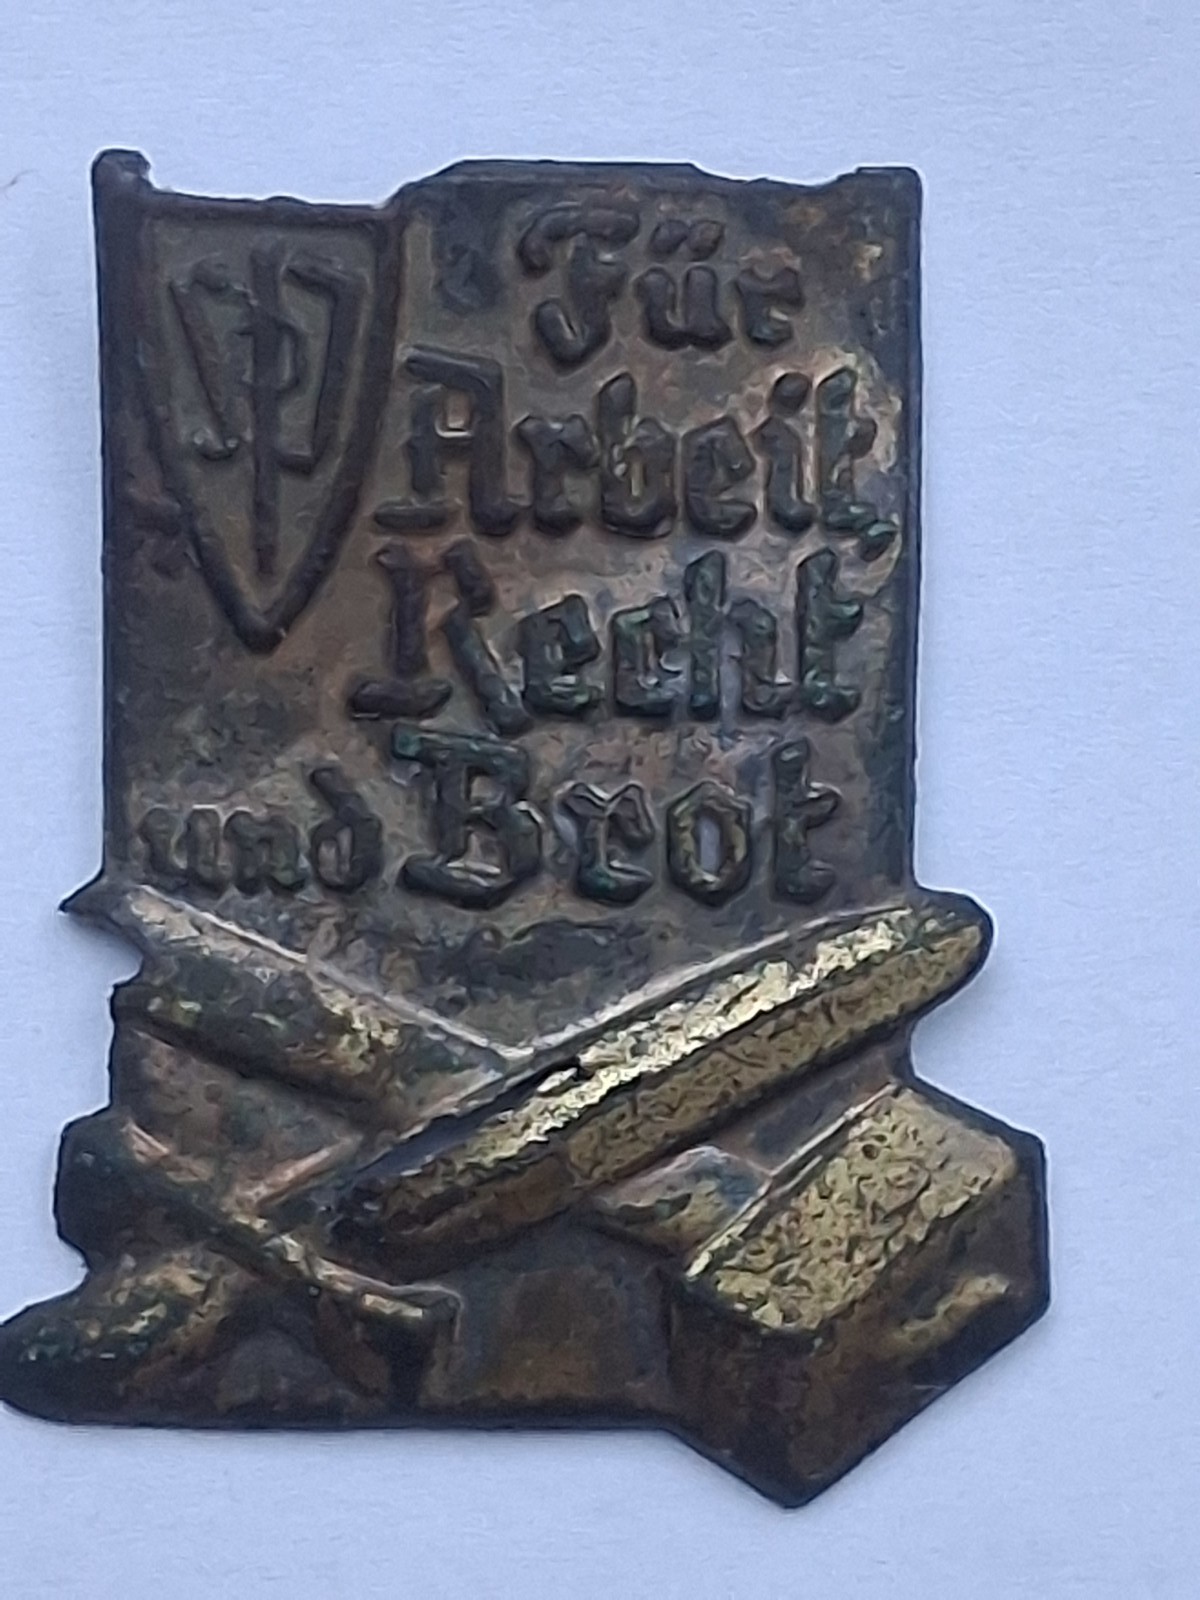 Für
Arbeit,
Recht
und Brot